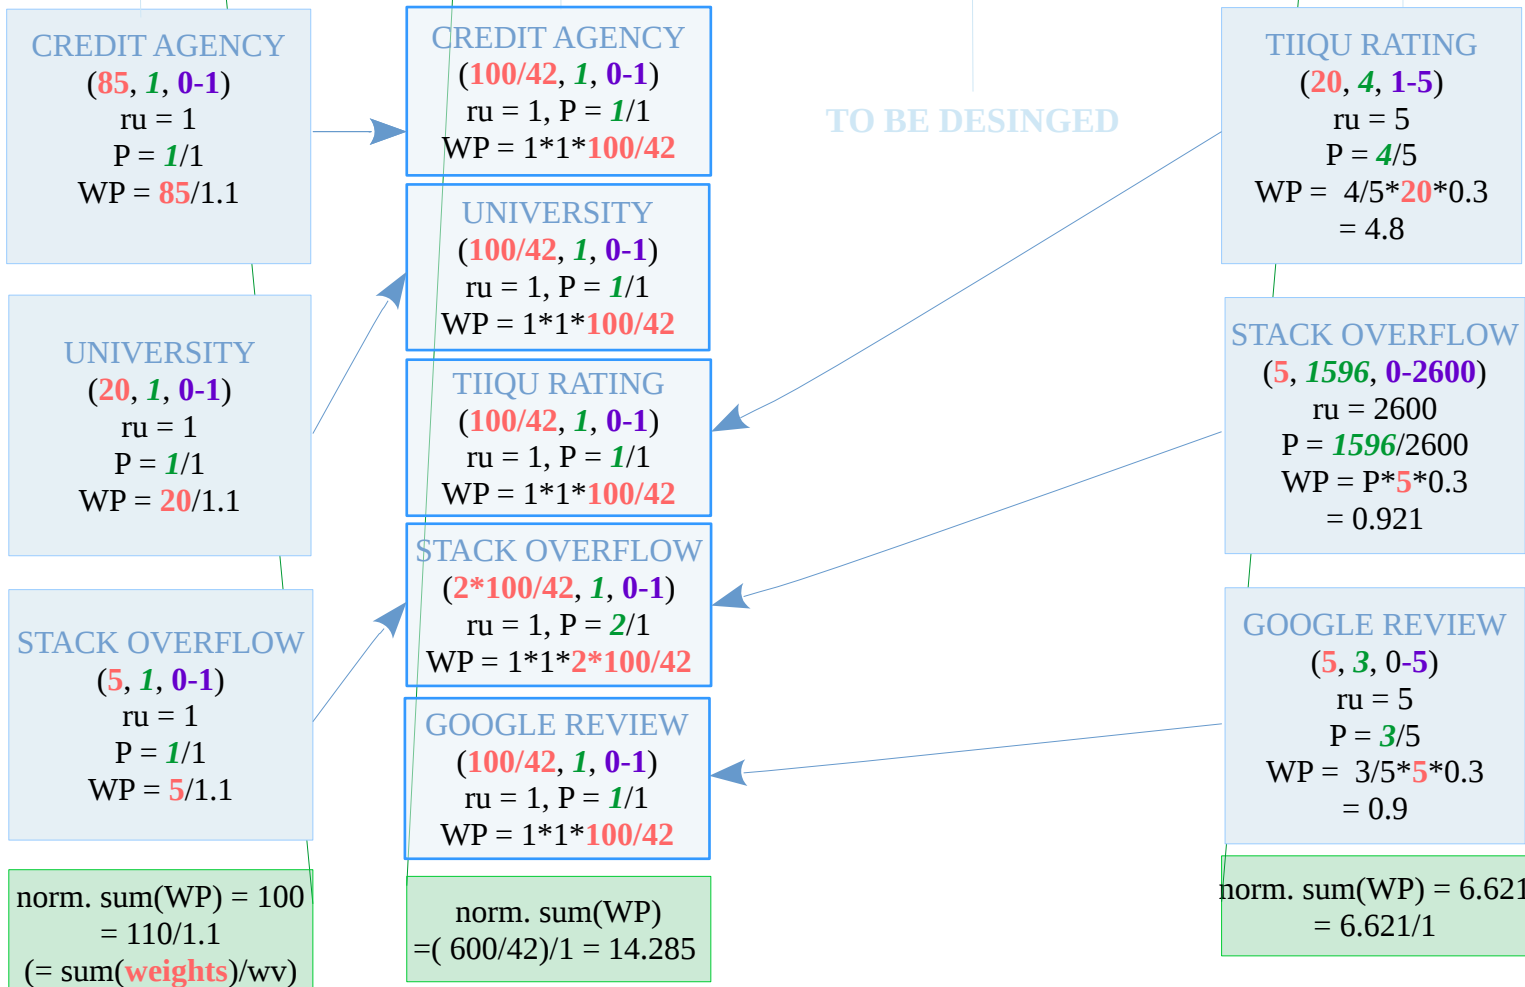 CREDIT AGENCY
(85, 1, 0-1)
ru = 1
P = 1/1
WP = 85/1.1
UNIVERSITY
(20, 1, 0-1)
ru = 1
P = 1/1
WP = 20/1.1
STACK OVERFLOW
(5, 1, 0-1)
ru = 1
P = 1/1
WP = 5/1.1
norm. sum(WP) = 100
= 110/1.1
(= sum(weights)/wv)
CREDIT AGENCY
(100/42, 1, 0-1)
ru = 1, P = 1/1
WP = 1*1*100/42
UNIVERSITY
(100/42, 1, 0-1)
ru = 1, P = 1/1
WP = 1*1*100/42
TIIQU RATING
(100/42, 1, 0-1)
ru = 1, P = 1/1
WP = 1*1*100/42
STACK OVERFLOW
(2*100/42, 1, 0-1)
ru = 1, P = 2/1
WP = 1*1*2*100/42
GOOGLE REVIEW
(100/42, 1, 0-1)
ru = 1, P = 1/1
WP = 1*1*100/42
norm. sum(WP)
=( 600/42)/1 = 14.285
TO BE DESINGED
TIIQU RATING
(20, 4, 1-5)
ru = 5
P = 4/5
WP = 4/5*20*0.3
= 4.8
STACK OVERFLOW
(5, 1596, 0-2600)
ru = 2600
P = 1596/2600
WP = P*5*0.3
= 0.921
GOOGLE REVIEW
(5, 3, 0-5)
ru = 5
P = 3/5
WP = 3/5*5*0.3
= 0.9
norm. sum(WP) = 6.621
= 6.621/1